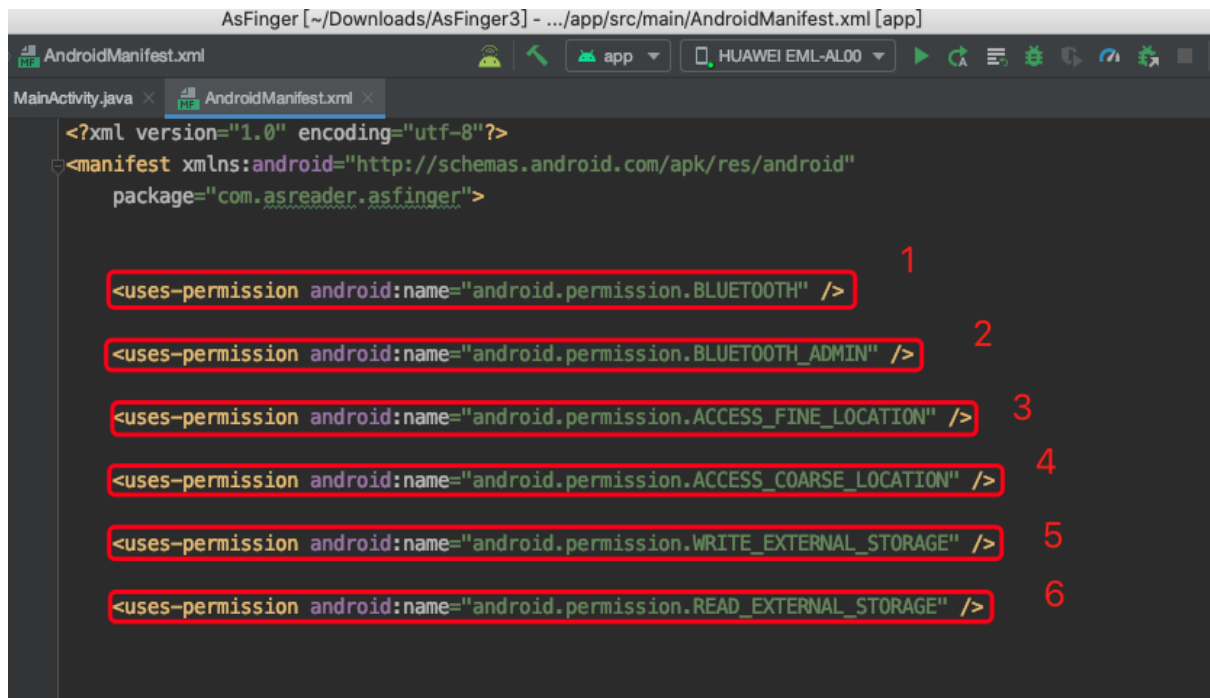 AsFinger [~/Downloads/AsFinger3] - .../app/src/main/AndroidManifest.xml [app]
AndroidManifest.xml app HUAWEI EML-AL00
MainActivity.java AndroidManifest.xml
<?xml version="1.0" encoding="utf-8"?>
<manifest xmlns:android="http://schemas.android.com/apk/res/android"
package="com.asreader.asfinger">
1
<uses-permission android:name="android.permission.BLUETOOTH" />
2
<uses-permission android:name="android.permission.BLUETOOTH_ADMIN" />
<uses-permission android:name="android.permission.ACCESS_FINE_LOCATION" /> 3
<uses-permission android:name="android.permission.ACCESS_COARSE_LOCATION" /> 4
<uses-permission android:name="android.permission.WRITE_EXTERNAL_STORAGE" /> 5
<uses-permission android:name="android.permission.READ_EXTERNAL_STORAGE" /> 6